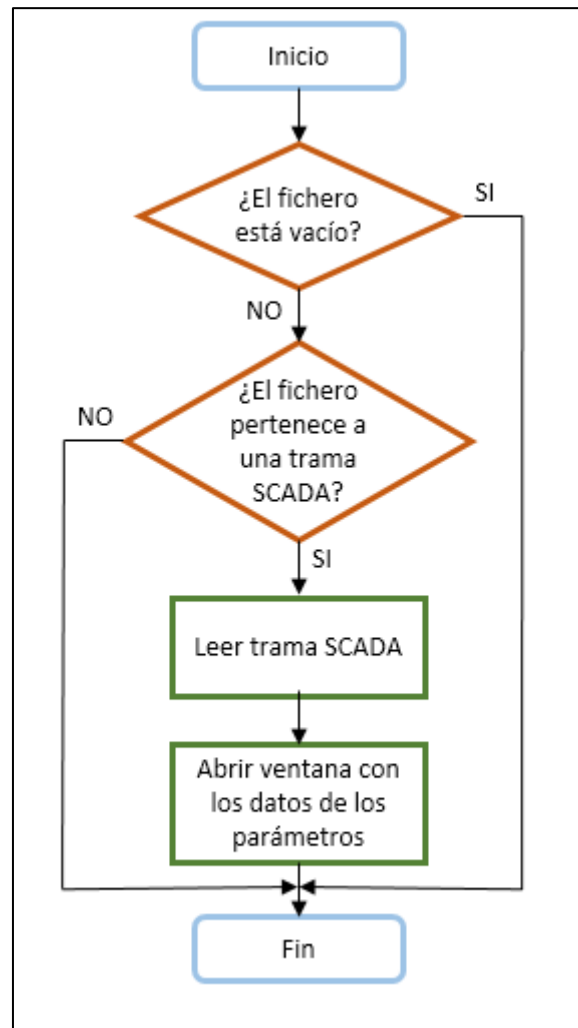 Inicio
¿El fichero
está vacío?
SI
NO
¿El fichero
pertenece a
una trama
SCADA?
NO
SI
Leer trama SCADA
Abrir ventana con
los datos de los
parámetros
Fin